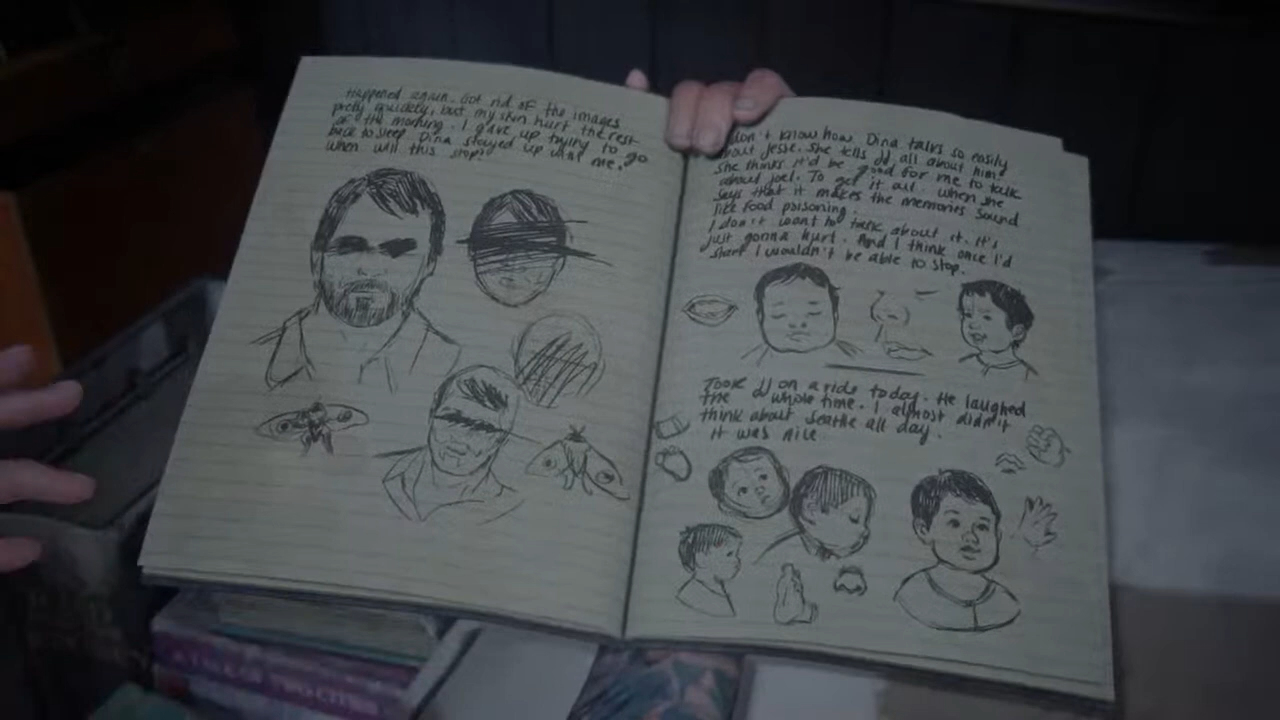 Happened again. Got rid of the images
pretty quickly, but my skin hurt the rest
of the morning. I gave up trying to go
back to sleep. Dina stayed up with me.
When will this stop?
don't know how Dina talks so easily
about Jesse. She tells JJ all about him.
She thinks it'd be good for me to talk
about Joel. To get it out. When she
says that it makes the memories sound
like food poisoning.
I don't want to talk about it. It's
just gonna hurt. And I think once I'd
start I wouldn't be able to stop.
Took JJ on a ride today. He laughed
the whole time. I almost didn't
think about Seattle all day.
It was nice
A TALE OF TWO CITIES